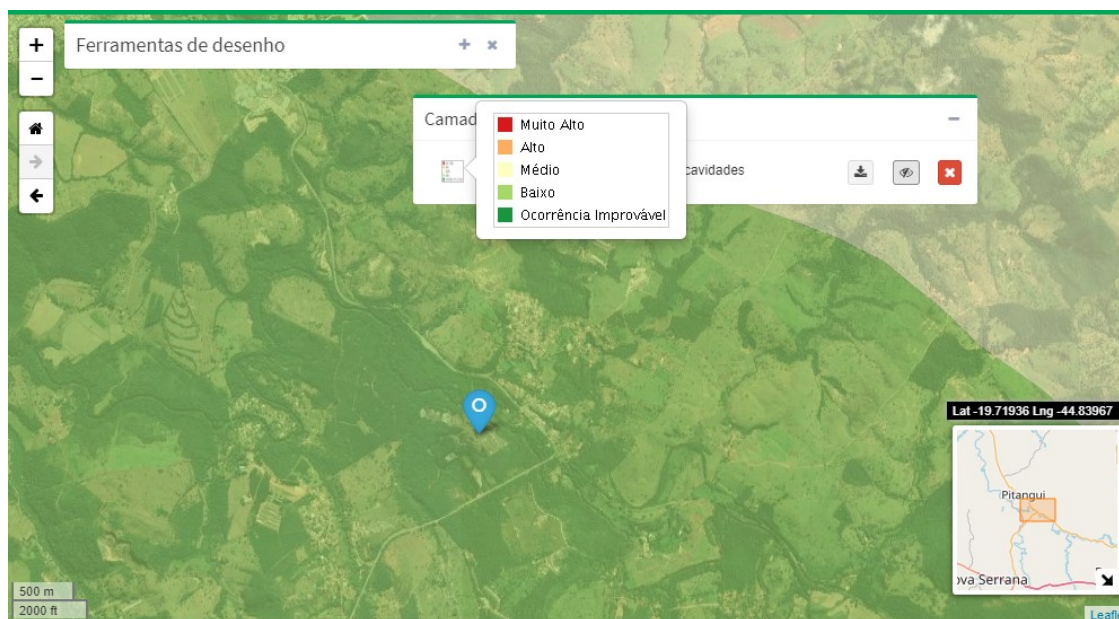 +
−
Ferramentas de desenho
Camad
Muito Alto
Alto
Médio
Baixo
Ocorrência Improvável
cavidades
Lat -19.71936 Lng -44.83967
Pitangui
ova Serrana
500 m
2000 ft
Leafle